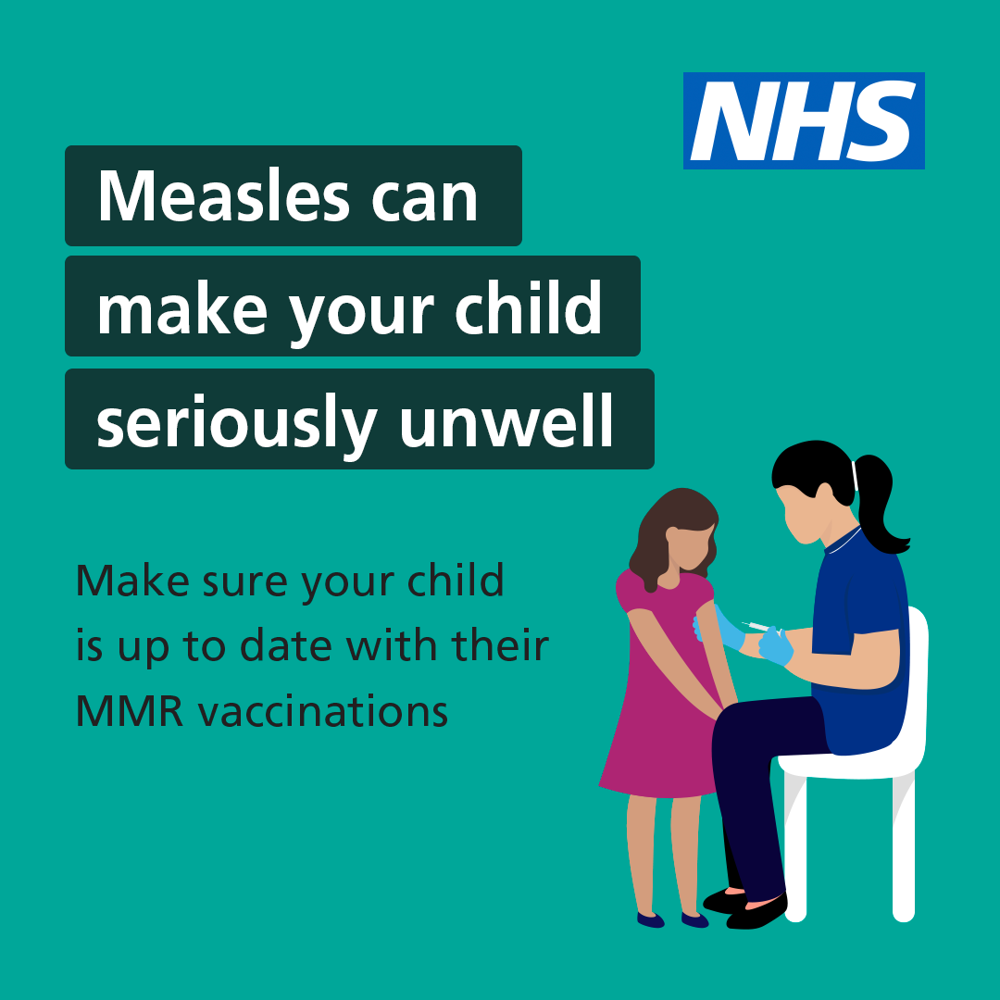 NHS
Measles can
make your child
seriously unwell
Make sure your child
is up to date with their
MMR vaccinations